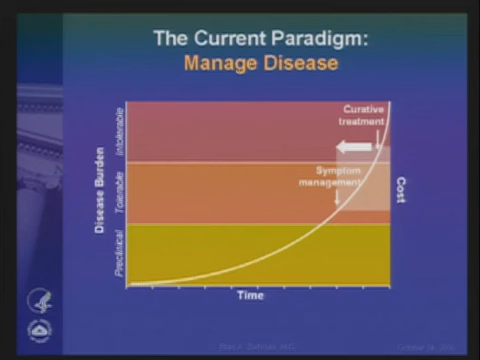 The Current Paradigm:
Manage Disease
Curative
treatment
Symptom
management
Disease Burden
Intolerable
Tolerable
Preclinical
Cost
Time